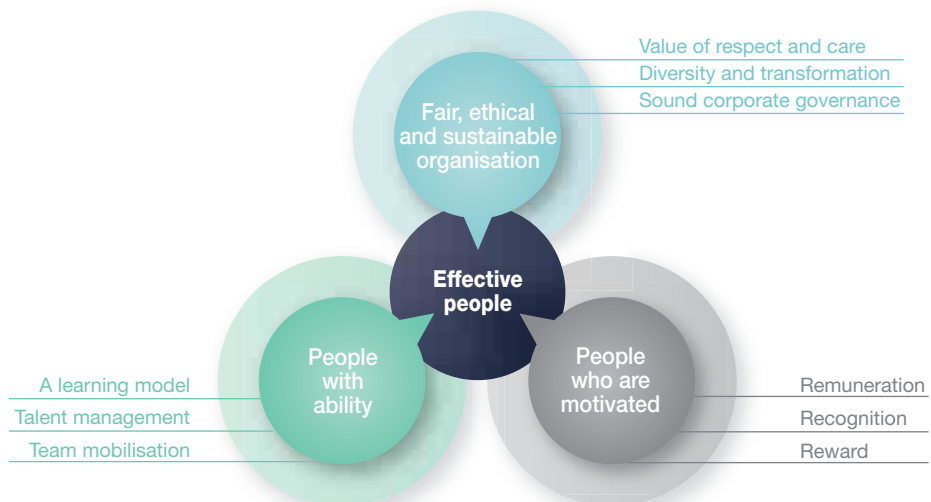 Value of respect and care
Diversity and transformation
Sound corporate governance
Fair, ethical
and sustainable
organisation
Effective
people
People
with
ability
A learning model
Talent management
Team mobilisation
People
who are
motivated
Remuneration
Recognition
Reward